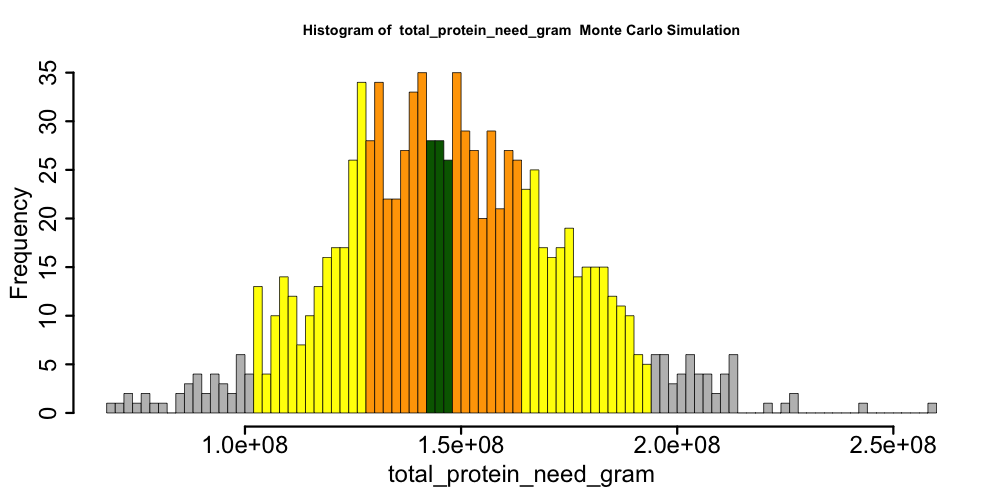 Histogram of  total_protein_need_gram  Monte Carlo Simulation
Frequency
35
30
25
20
15
10
5
0
1.0e+08 1.5e+08 2.0e+08 2.5e+08
total_protein_need_gram